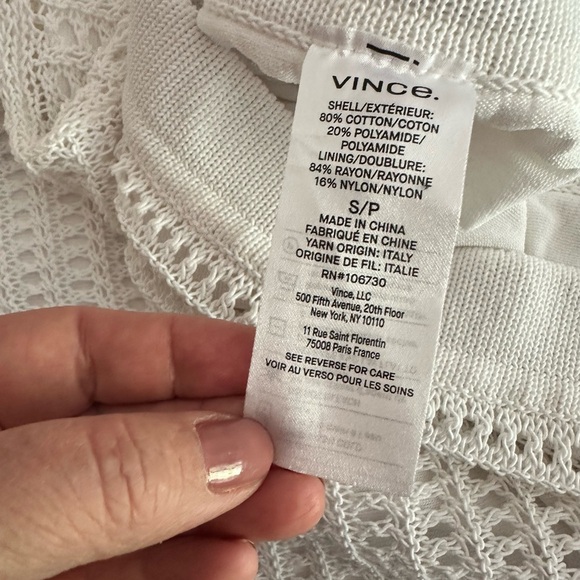 VINCE.
SHELL/EXTÉRIEUR:
80% COTTON/COTON
20% POLYAMIDE/
POLYAMIDE
LINING/DOUBLURE:
84% RAYON/RAYONNE
16% NYLON/NYLON
S/P
MADE IN CHINA
FABRIQUÉ EN CHINE
YARN ORIGIN: ITALY
ORIGINE DE FIL: ITALIE
RN#106730
Vince, LLC
500 Fifth Avenue, 20th Floor
New York, NY 10110
11 Rue Saint Florentin
75008 Paris France
SEE REVERSE FOR CARE
VOIR AU VERSO POUR LES SOINS